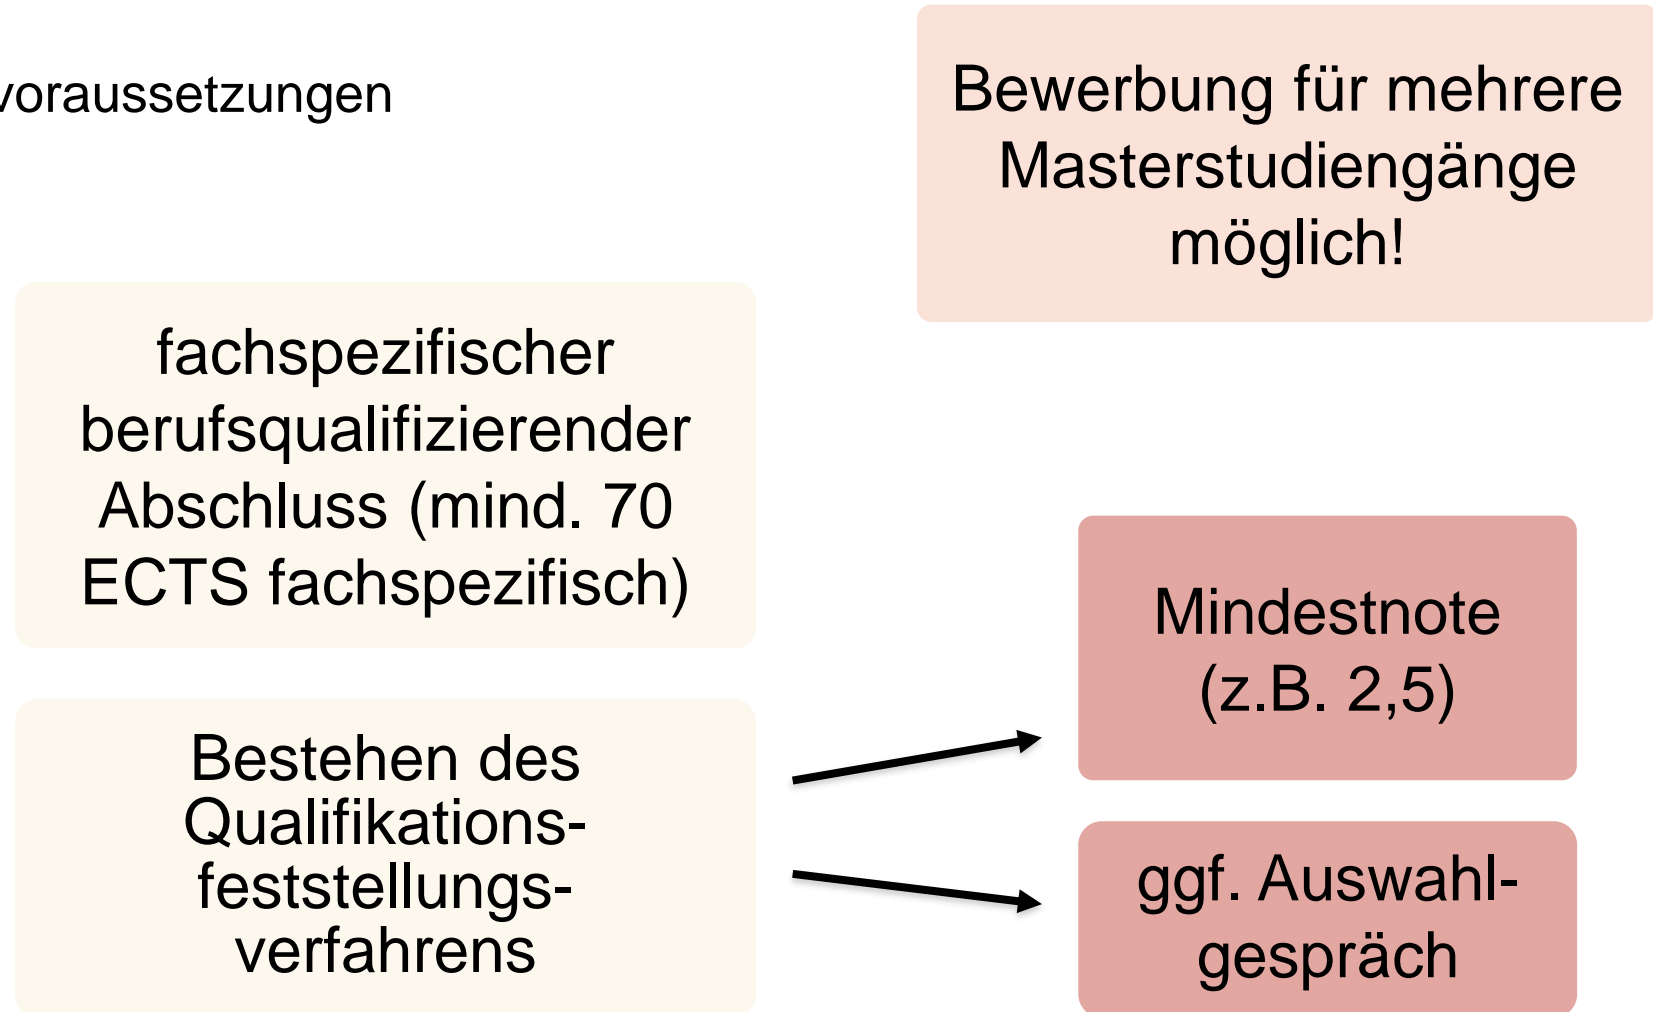 voraussetzungen
Bewerbung für mehrere
Masterstudiengänge
möglich!
fachspezifischer
berufsqualifizierender
Abschluss (mind. 70
ECTS fachspezifisch)
Bestehen des
Qualifikations-
feststellungs-
verfahrens
Mindestnote
(z.B. 2,5)
ggf. Auswahl-
gespräch